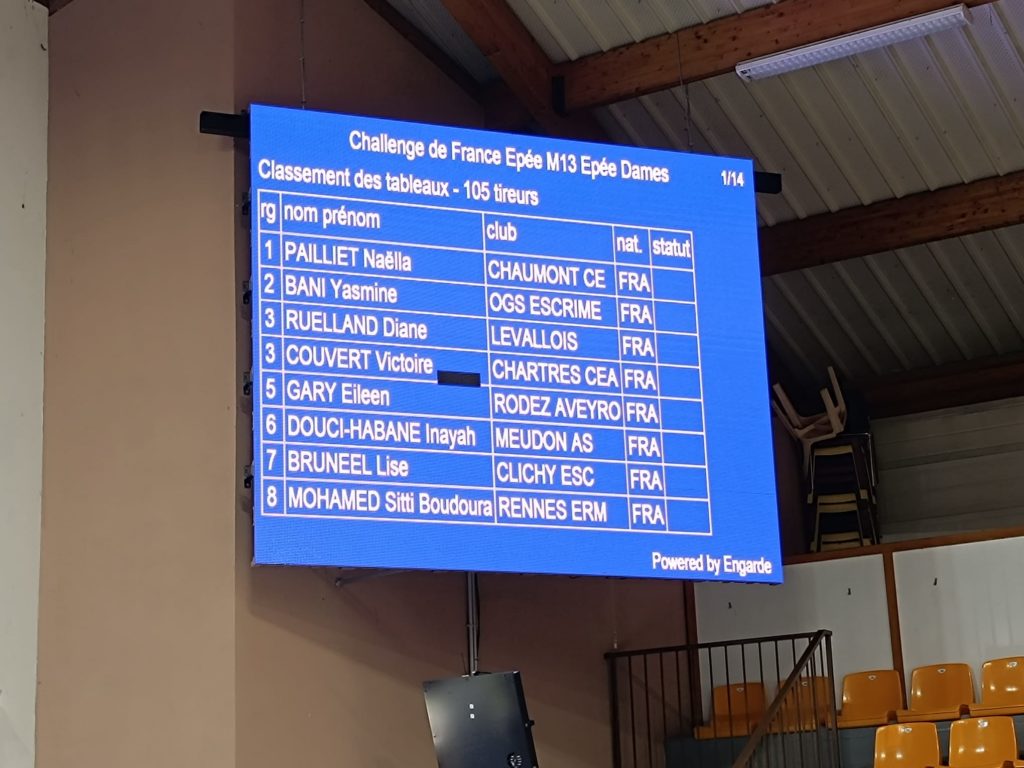 Challenge de France Epée M13 Epée Dames 1/14
Classement des tableaux - 105 tireurs
rg nom prénom club nat. statut
1 PAILLIET Naëlla CHAUMONT CE FRA
2 BANI Yasmine OGS ESCRIME FRA
3 RUELLAND Diane LEVALLOIS FRA
3 COUVERT Victoire CHARTRES CEA FRA
5 GARY Eileen RODEZ AVEYRO FRA
6 DOUCI-HABANE Inayah MEUDON AS FRA
7 BRUNEEL Lise CLICHY ESC FRA
8 MOHAMED Sitti Boudoura RENNES ERM FRA
Powered by Engarde